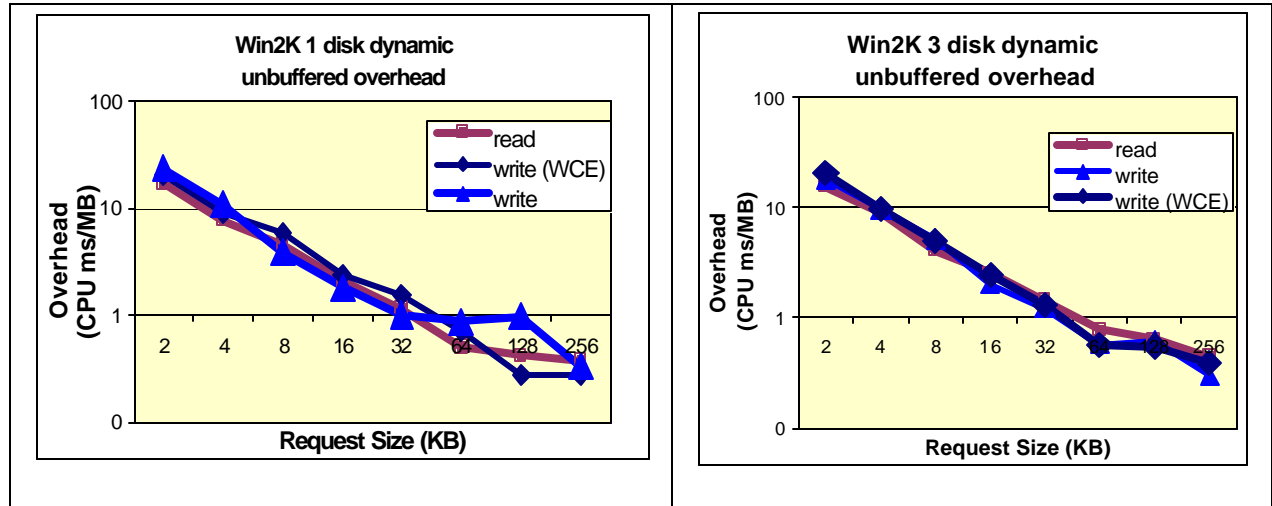 Win2K 1 disk dynamic
unbuffered overhead
100
10
1
0
Overhead
(CPU ms/MB)
read
write (WCE)
write
2 4 8 16 32 64 128 256
Request Size (KB)
Win2K 3 disk dynamic
unbuffered overhead
100
10
1
0
Overhead
(CPU ms/MB)
read
write
write (WCE)
2 4 8 16 32 64 128 256
Request Size (KB)